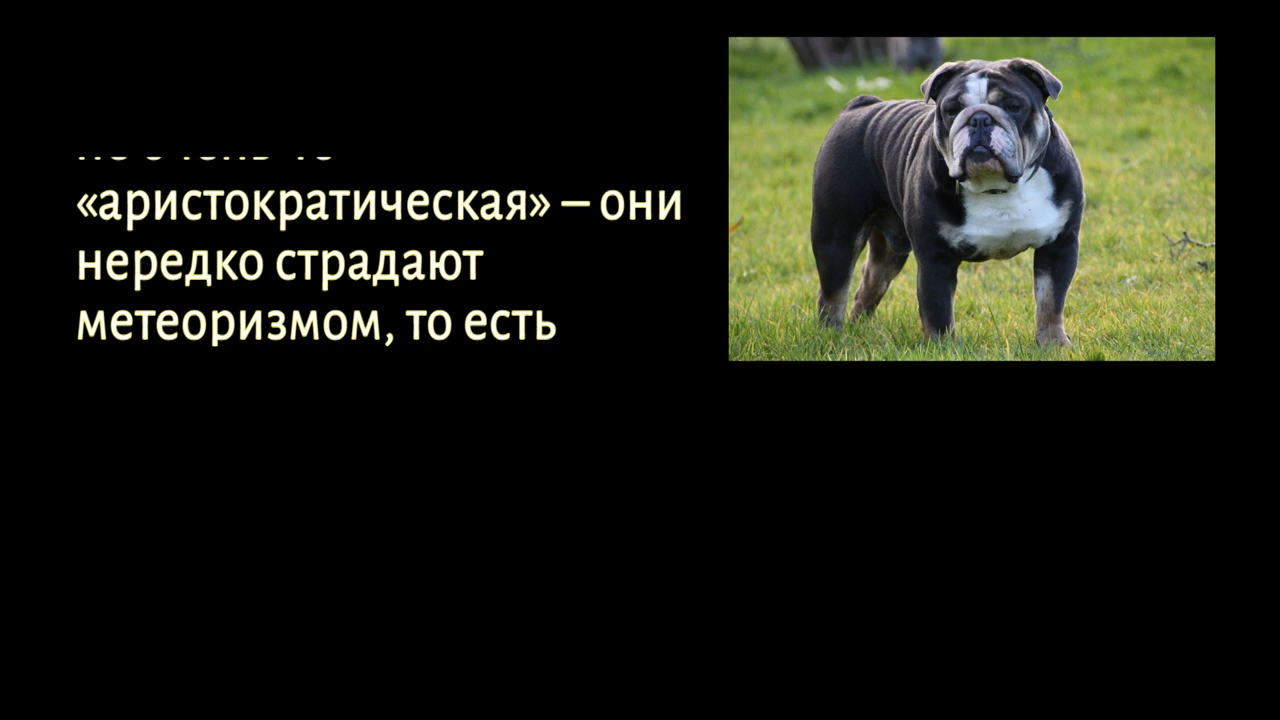 «аристократическая» – они
нередко страдают
метеоризмом, то есть